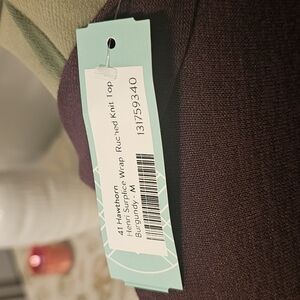 41 Hawthorn
Henri Surplice Wrap Ruched Knit Top
Burgundy - M
131759340